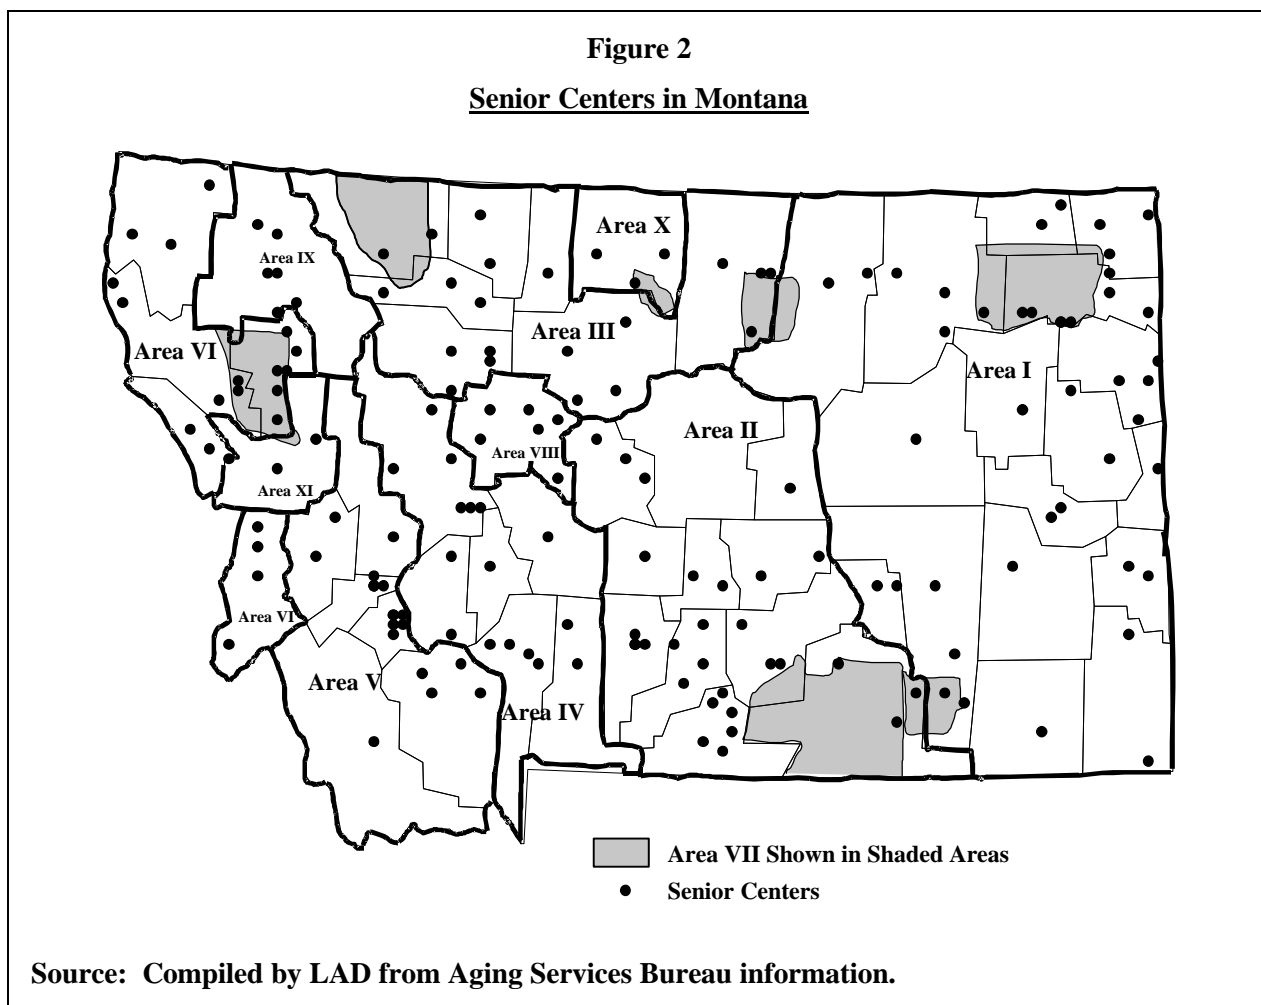 Figure 2
Senior Centers in Montana
Area X
Area IX
Area III
Area VI
Area I
Area II
Area VIII
Area XI
Area VI
Area V
Area IV
Area VII Shown in Shaded Areas
Senior Centers
Source: Compiled by LAD from Aging Services Bureau information.